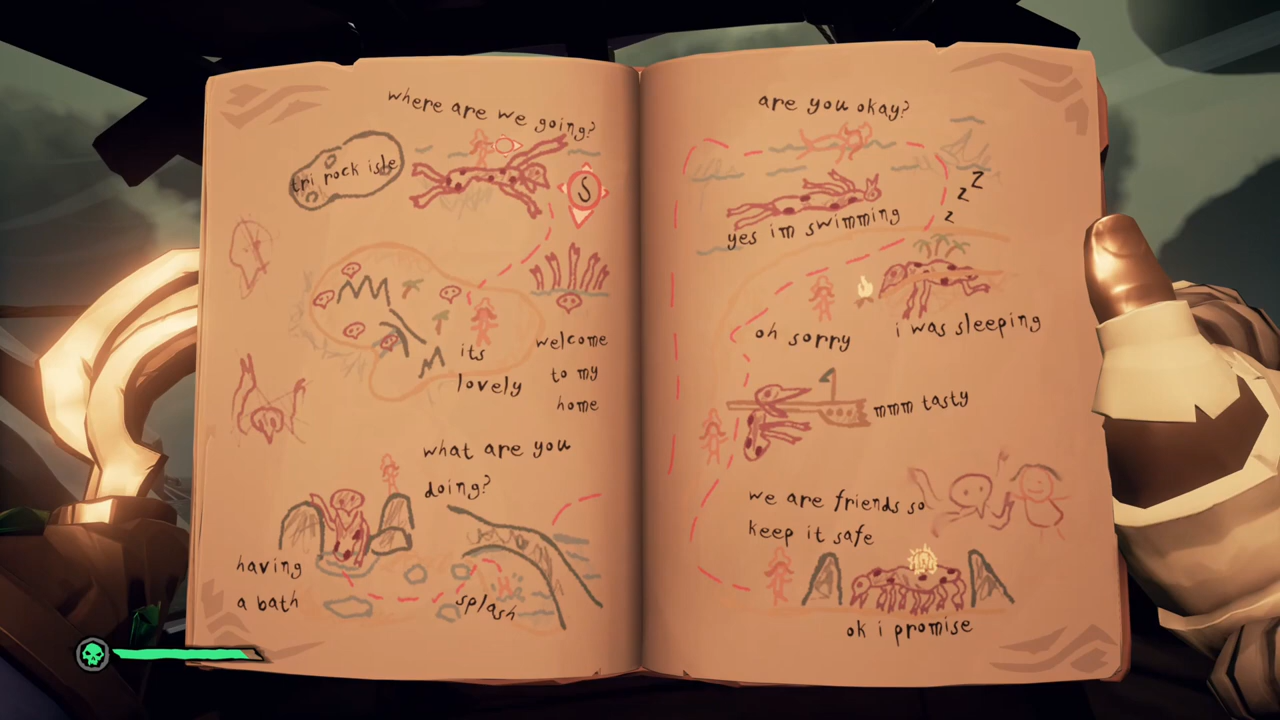 where are we going?
tri rock isle
S
its
lovely
welcome
to my
home
what are you
doing?
having
a bath
splash
are you okay?
z
z
z
yes im swimming
oh sorry
i was sleeping
mmm tasty
we are friends so
keep it safe
ok i promise